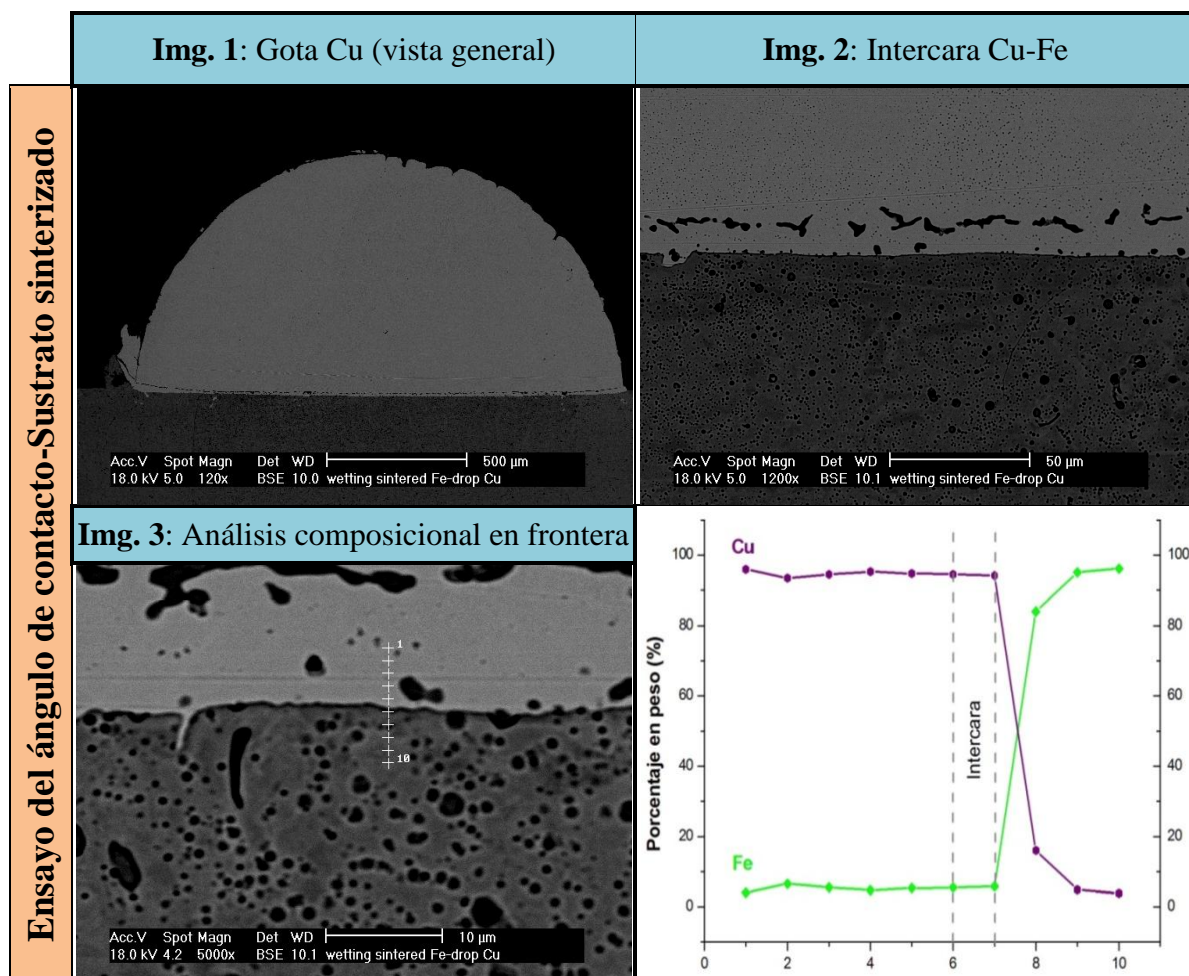 Img. 1: Gota Cu (vista general)
Img. 2: Intercara Cu-Fe
Ensayo del ángulo de contacto-Sustrato sinterizado
Acc.V Spot Magn Det WD 500 µm
18.0 kV 5.0 120x BSE 10.0 wetting sintered Fe-drop Cu
Acc.V Spot Magn Det WD 50 µm
18.0 kV 5.0 1200x BSE 10.1 wetting sintered Fe-drop Cu
Img. 3: Análisis composicional en frontera
1
10
Acc.V Spot Magn Det WD 10 µm
18.0 kV 4.2 5000x BSE 10.1 wetting sintered Fe-drop Cu
Porcentaje en peso (%)
100
80
60
40
20
0
Cu
Fe
Intercara
100
80
60
40
20
0
0 2 4 6 8 10